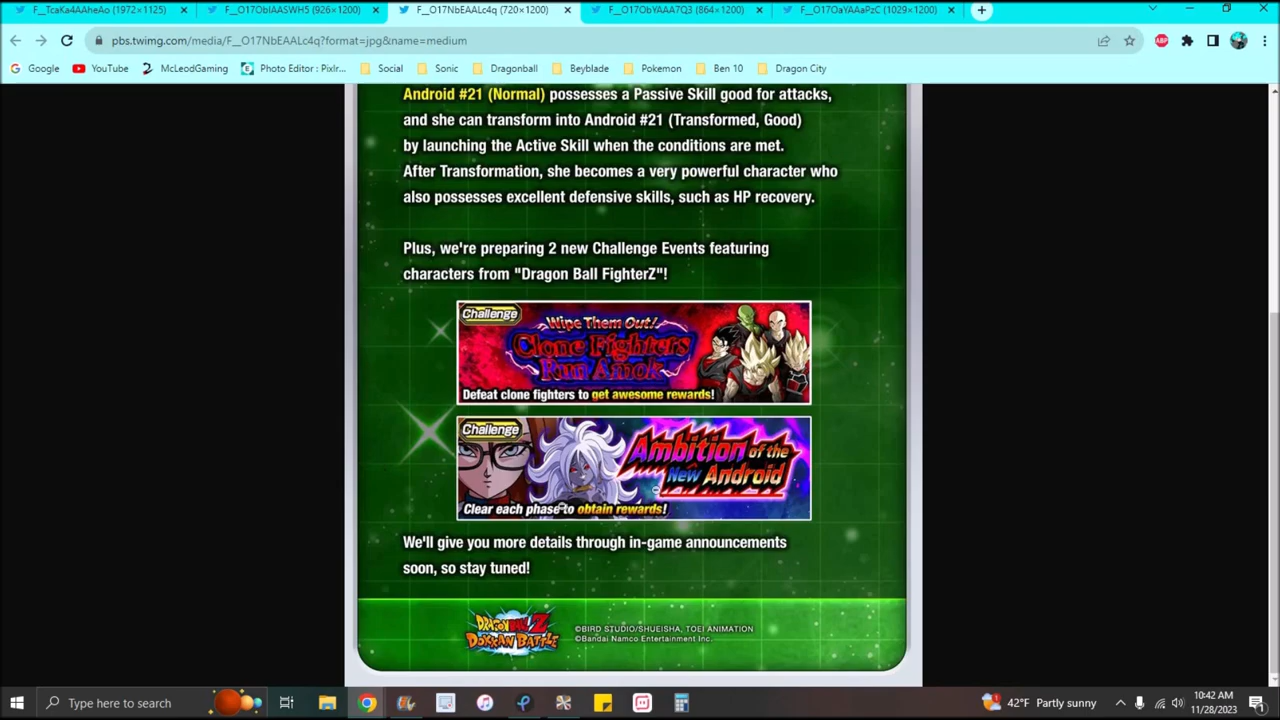 F__TcaKa4AAheAo (1972×1125)
F__O17ObIAASWH5 (926×1200)
F__O17NbEAALc4q (720×1200)
F__O17ObYAAA7Q3 (864×1200)
F__O17OaYAAaPzC (1029×1200)
pbs.twimg.com/media/F__O17NbEAALc4q?format=jpg&name=medium
ABP
Google YouTube McLeodGaming Photo Editor : Pixlr... Social Sonic Dragonball Beyblade Pokemon Ben 10 Dragon City
Android #21 (Normal) possesses a Passive Skill good for attacks,
and she can transform into Android #21 (Transformed, Good)
by launching the Active Skill when the conditions are met.
After Transformation, she becomes a very powerful character who
also possesses excellent defensive skills, such as HP recovery.
Plus, we're preparing 2 new Challenge Events featuring
characters from "Dragon Ball FighterZ"!
Challenge
Wipe Them Out!
Clone Fighters
Run Amok
Defeat clone fighters to get awesome rewards!
Challenge
Ambition of the
New Android
Clear each phase to obtain rewards!
We'll give you more details through in-game announcements
soon, so stay tuned!
DRAGON BALL Z
DOKKAN BATTLE
©BIRD STUDIO/SHUEISHA, TOEI ANIMATION
©Bandai Namco Entertainment Inc.
Type here to search
42°F Partly sunny
10:42 AM
11/28/2023